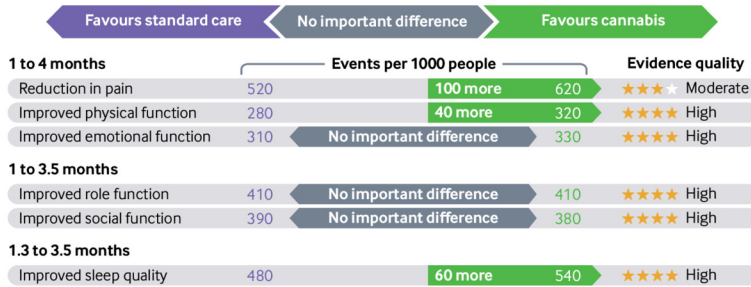 Favours standard care No important difference Favours cannabis
1 to 4 months Events per 1000 people Evidence quality
Reduction in pain 520 100 more 620 Moderate
Improved physical function 280 40 more 320 High
Improved emotional function 310 No important difference 330 High
1 to 3.5 months
Improved role function 410 No important difference 410 High
Improved social function 390 No important difference 380 High
1.3 to 3.5 months
Improved sleep quality 480 60 more 540 High